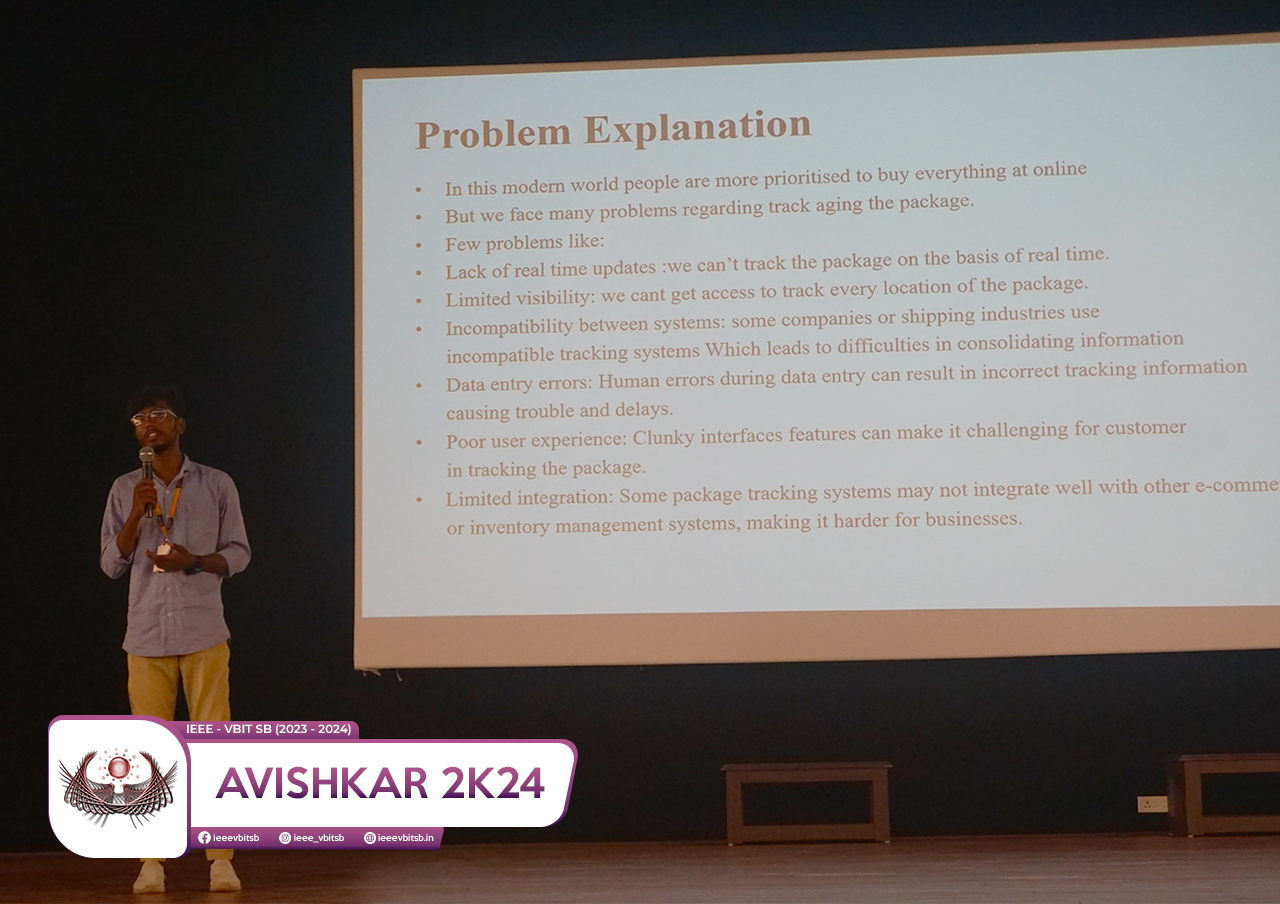 Problem Explanation
• In this modern world people are more prioritised to buy everything at online
• But we face many problems regarding track aging the package.
• Few problems like:
• Lack of real time updates :we can’t track the package on the basis of real time.
• Limited visibility: we cant get access to track every location of the package.
• Incompatibility between systems: some companies or shipping industries use
incompatible tracking systems Which leads to difficulties in consolidating information
• Data entry errors: Human errors during data entry can result in incorrect tracking information
causing trouble and delays.
• Poor user experience: Clunky interfaces features can make it challenging for customer
in tracking the package.
• Limited integration: Some package tracking systems may not integrate well with other e-comme
or inventory management systems, making it harder for businesses.
IEEE - VBIT SB (2023 - 2024)
AVISHKAR 2K24
ieeevbitsb ieee_vbitsb ieeevbitsb.in